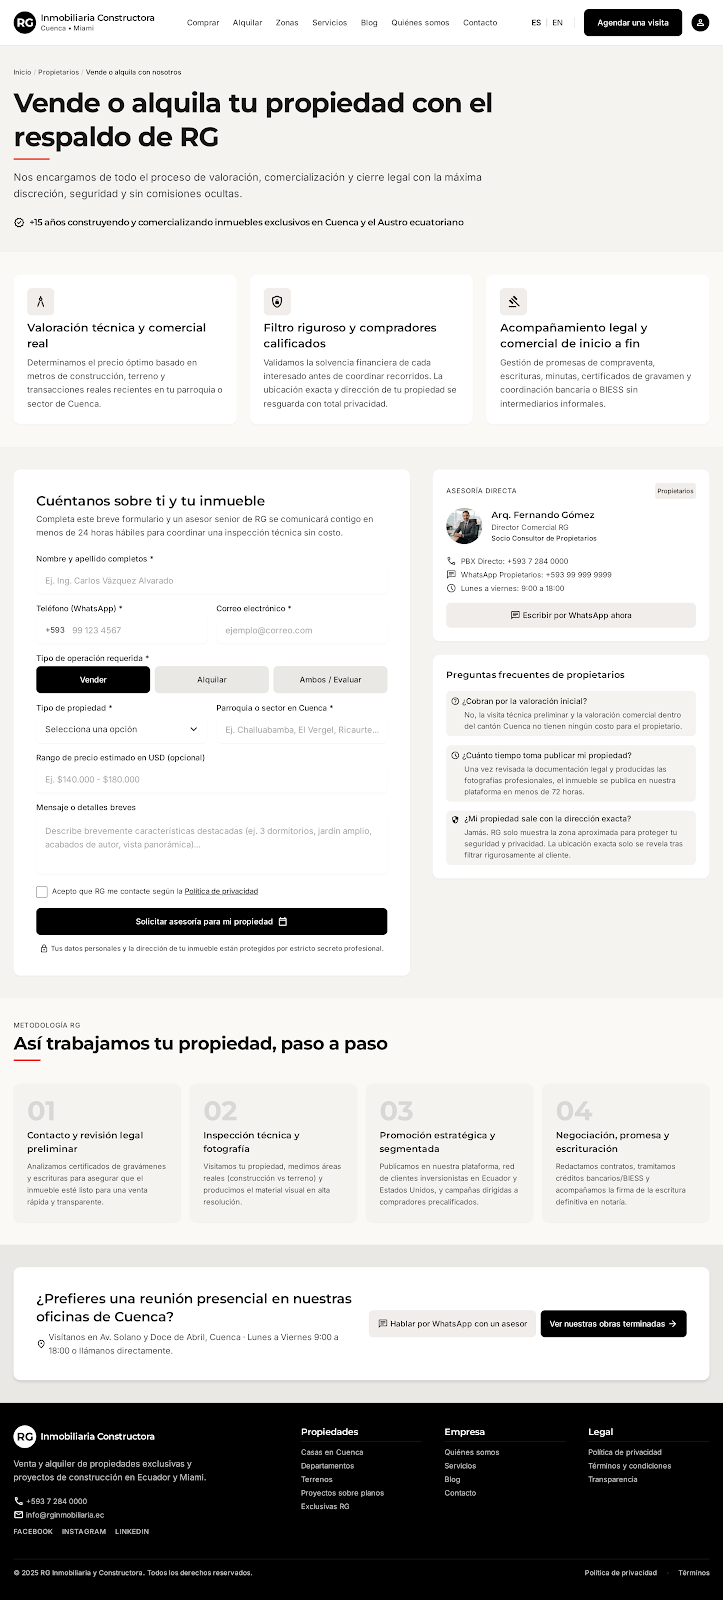 RG Inmobiliaria Constructora
Cuenca • Miami
Comprar Alquilar Zonas Servicios Blog Quiénes somos Contacto
ES | EN
Agendar una visita
Inicio / Propietarios / Vende o alquila con nosotros
Vende o alquila tu propiedad con el
respaldo de RG
Nos encargamos de todo el proceso de valoración, comercialización y cierre legal con la máxima
discreción, seguridad y sin comisiones ocultas.
+15 años construyendo y comercializando inmuebles exclusivos en Cuenca y el Austro ecuatoriano
Valoración técnica y comercial
real
Determinamos el precio óptimo basado en
metros de construcción, terreno y
transacciones reales recientes en tu parroquia o
sector de Cuenca.
Filtro riguroso y compradores
calificados
Validamos la solvencia financiera de cada
interesado antes de coordinar recorridos. La
ubicación exacta y dirección de tu propiedad se
resguarda con total privacidad.
Acompañamiento legal y
comercial de inicio a fin
Gestión de promesas de compraventa,
escrituras, minutas, certificados de gravamen y
coordinación bancaria o BIESS sin
intermediarios informales.
Cuéntanos sobre ti y tu inmueble
Completa este breve formulario y un asesor senior de RG se comunicará contigo en
menos de 24 horas hábiles para coordinar una inspección técnica sin costo.
Nombre y apellido completos *
Ej. Ing. Carlos Vázquez Alvarado
Teléfono (WhatsApp) *
+593 99 123 4567
Correo electrónico *
ejemplo@correo.com
Tipo de operación requerida *
Vender
Alquilar
Ambos / Evaluar
Tipo de propiedad *
Selecciona una opción
Parroquia o sector en Cuenca *
Ej. Challuabamba, El Vergel, Ricaurte...
Rango de precio estimado en USD (opcional)
Ej. $140.000 - $180.000
Mensaje o detalles breves
Describe brevemente características destacadas (ej. 3 dormitorios, jardín amplio,
acabados de autor, vista panorámica)...
Acepto que RG me contacte según la Política de privacidad
Solicitar asesoría para mi propiedad
Tus datos personales y la dirección de tu inmueble están protegidos por estricto secreto profesional.
ASESORÍA DIRECTA
Propietarios
Arq. Fernando Gómez
Director Comercial RG
Socio Consultor de Propietarios
PBX Directo: +593 7 284 0000
WhatsApp Propietarios: +593 99 999 9999
Lunes a viernes: 9:00 a 18:00
Escribir por WhatsApp ahora
Preguntas frecuentes de propietarios
¿Cobran por la valoración inicial?
No, la visita técnica preliminar y la valoración comercial dentro
del cantón Cuenca no tienen ningún costo para el propietario.
¿Cuánto tiempo toma publicar mi propiedad?
Una vez revisada la documentación legal y producidas las
fotografías profesionales, el inmueble se publica en nuestra
plataforma en menos de 72 horas.
¿Mi propiedad sale con la dirección exacta?
Jamás. RG solo muestra la zona aproximada para proteger tu
seguridad y privacidad. La ubicación exacta solo se revela tras
filtrar rigurosamente al cliente.
METODOLOGÍA RG
Así trabajamos tu propiedad, paso a paso
01
Contacto y revisión legal
preliminar
Analizamos certificados de gravámenes
y escrituras para asegurar que el
inmueble esté listo para una venta
rápida y transparente.
02
Inspección técnica y
fotografía
Visitamos tu propiedad, medimos áreas
reales (construcción vs terreno) y
producimos el material visual en alta
resolución.
03
Promoción estratégica y
segmentada
Publicamos en nuestra plataforma, red
de clientes inversionistas en Ecuador y
Estados Unidos, y campañas dirigidas a
compradores precalificados.
04
Negociación, promesa y
escrituración
Redactamos contratos, tramitamos
créditos bancarios/BIESS y
acompañamos la firma de la escritura
definitiva en notaría.
¿Prefieres una reunión presencial en nuestras
oficinas de Cuenca?
Visítanos en Av. Solano y Doce de Abril, Cuenca · Lunes a Viernes 9:00 a
18:00 o llámanos directamente.
Hablar por WhatsApp con un asesor
Ver nuestras obras terminadas →
RG Inmobiliaria Constructora
Venta y alquiler de propiedades exclusivas y
proyectos de construcción en Ecuador y Miami.
+593 7 284 0000
info@rginmobiliaria.ec
FACEBOOK INSTAGRAM LINKEDIN
Propiedades
Casas en Cuenca
Departamentos
Terrenos
Proyectos sobre planos
Exclusivas RG
Empresa
Quiénes somos
Servicios
Blog
Contacto
Legal
Política de privacidad
Términos y condiciones
Transparencia
© 2025 RG Inmobiliaria y Constructora. Todos los derechos reservados.
Política de privacidad · Términos